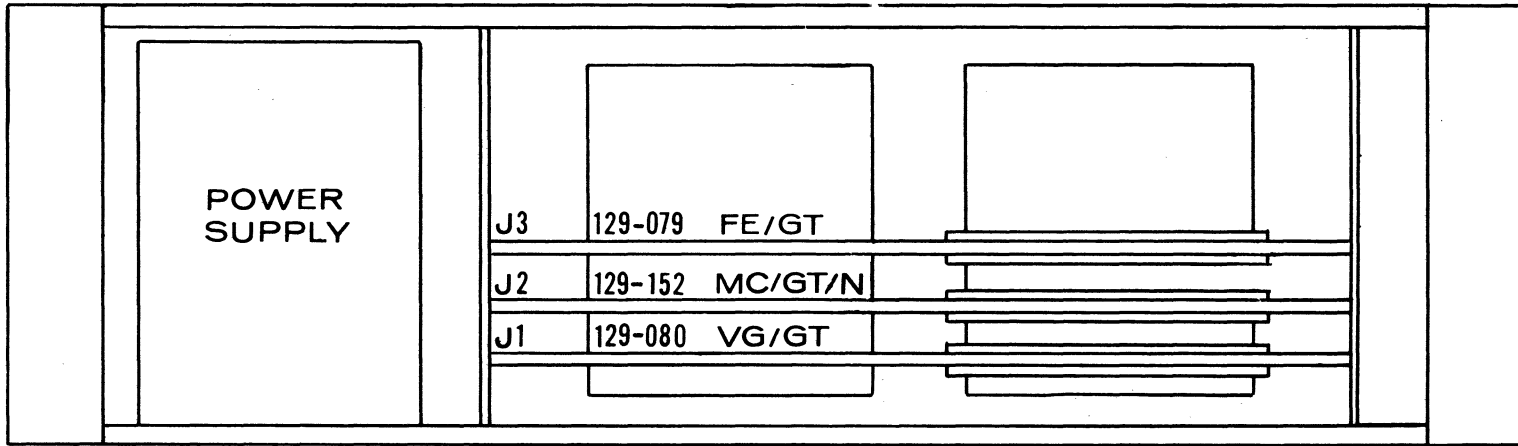 POWER
SUPPLY
J3 129-079 FE/GT
J2 129-152 MC/GT/N
J1 129-080 VG/GT